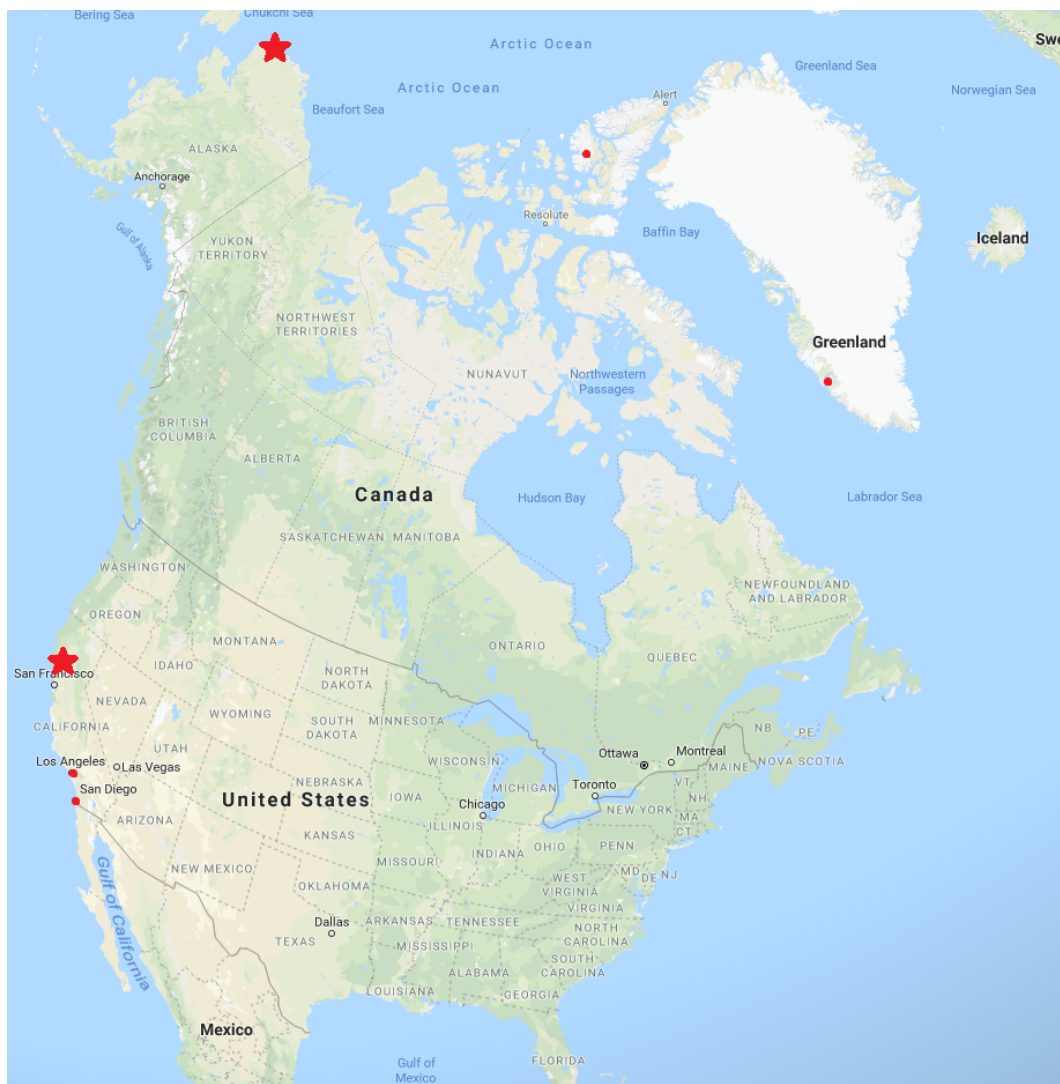 Bering Sea
Chukchi Sea
Arctic Ocean
Swe
Greenland Sea
Arctic Ocean
Norwegian Sea
Alert
Beaufort Sea
ALASKA
Anchorage
Resolute
Gulf of Alaska
Baffin Bay
YUKON
TERRITORY
Iceland
NORTHWEST
TERRITORIES
Greenland
NUNAVUT
Northwestern
Passages
BRITISH
COLUMBIA
ALBERTA
Canada
Hudson Bay
Labrador Sea
SASKATCHEWAN
MANITOBA
WASHINGTON
NEWFOUNDLAND
AND LABRADOR
OREGON
MONTANA
ONTARIO
QUEBEC
IDAHO
San Francisco
NORTH
DAKOTA
NEVADA
WYOMING
SOUTH
DAKOTA
MINNESOTA
CALIFORNIA
NB
PE
UTAH
WISCONSIN
Ottawa
Montreal
Los Angeles
Las Vegas
MAINE
NOVA SCOTIA
San Diego
NEBRASKA
MICHIGAN
Toronto
VT
NH
United States
IOWA
Chicago
NEW YORK
MA
ARIZONA
ILLINOIS
CT
KANSAS
INDIANA
OHIO
PENN
NEW MEXICO
MISSOURI
MD
DE
NJ
Gulf of California
OKLAHOMA
WEST
VIRGINIA
VIRGINIA
Dallas
ARKANSAS
TENNESSEE
NORTH
CAROLINA
TEXAS
MISSISSIPPI
SOUTH
CAROLINA
ALABAMA
LOUISIANA
GEORGIA
Mexico
Gulf of
Mexico
FLORIDA